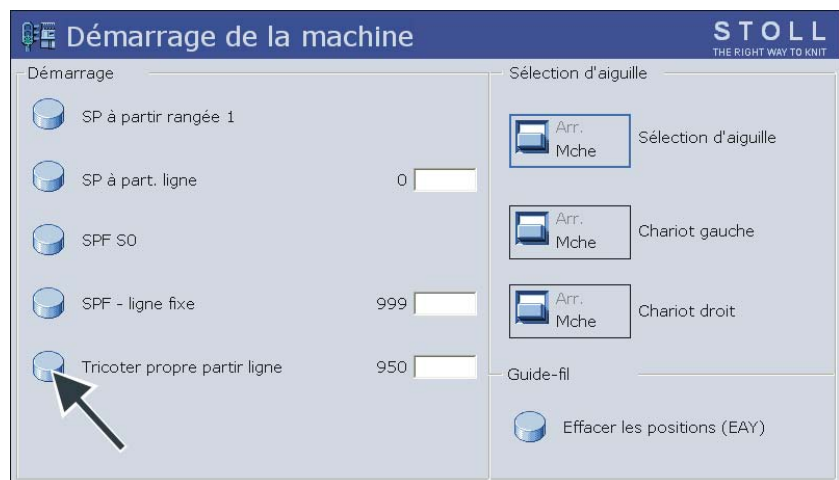 Démarrage de la machine
STOLL
THE RIGHT WAY TO KNIT
Démarrage
SP à partir rangée 1
SP à part. ligne 0
SPF S0
SPF - ligne fixe 999
Tricoter propre partir ligne 950
Sélection d'aiguille
Arr.
Mche
Sélection d'aiguille
Arr.
Mche
Chariot gauche
Arr.
Mche
Chariot droit
Guide-fil
Effacer les positions (EAY)